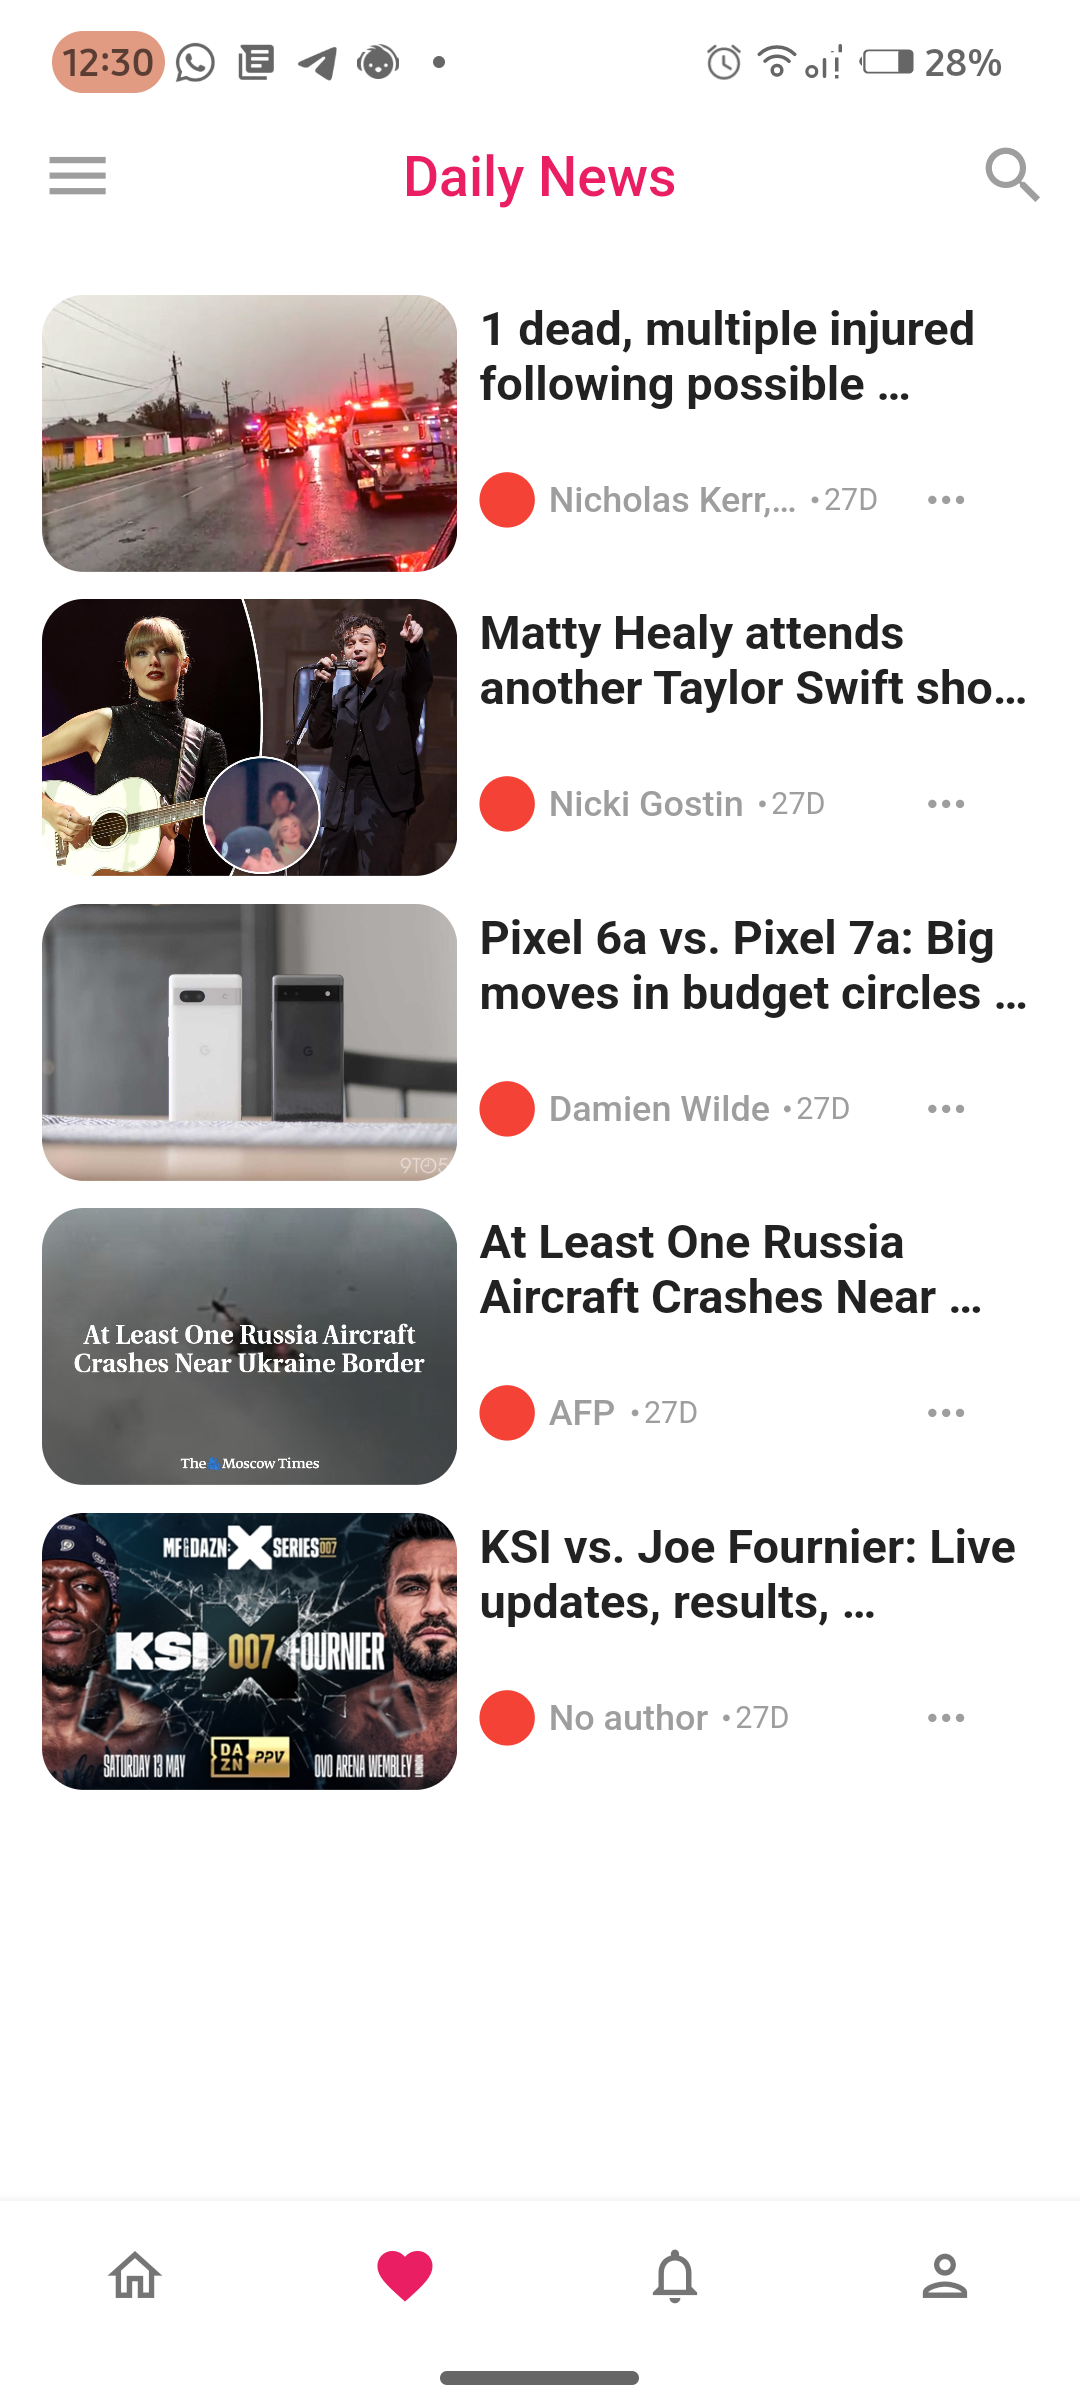 12:30
28%
Daily News
1 dead, multiple injured
following possible ...
Nicholas Kerr,... •27D
Matty Healy attends
another Taylor Swift sho...
Nicki Gostin •27D
Pixel 6a vs. Pixel 7a: Big
moves in budget circles ...
Damien Wilde •27D
9TO5
At Least One Russia
Aircraft Crashes Near ...
At Least One Russia Aircraft
Crashes Near Ukraine Border
AFP •27D
The Moscow Times
KSI vs. Joe Fournier: Live
updates, results, ...
No author •27D
MF&DAZN: X SERIES 007
KSI 007 FOURNIER
SATURDAY 13 MAY
DAZN PPV
OVO ARENA WEMBLEY LONDON